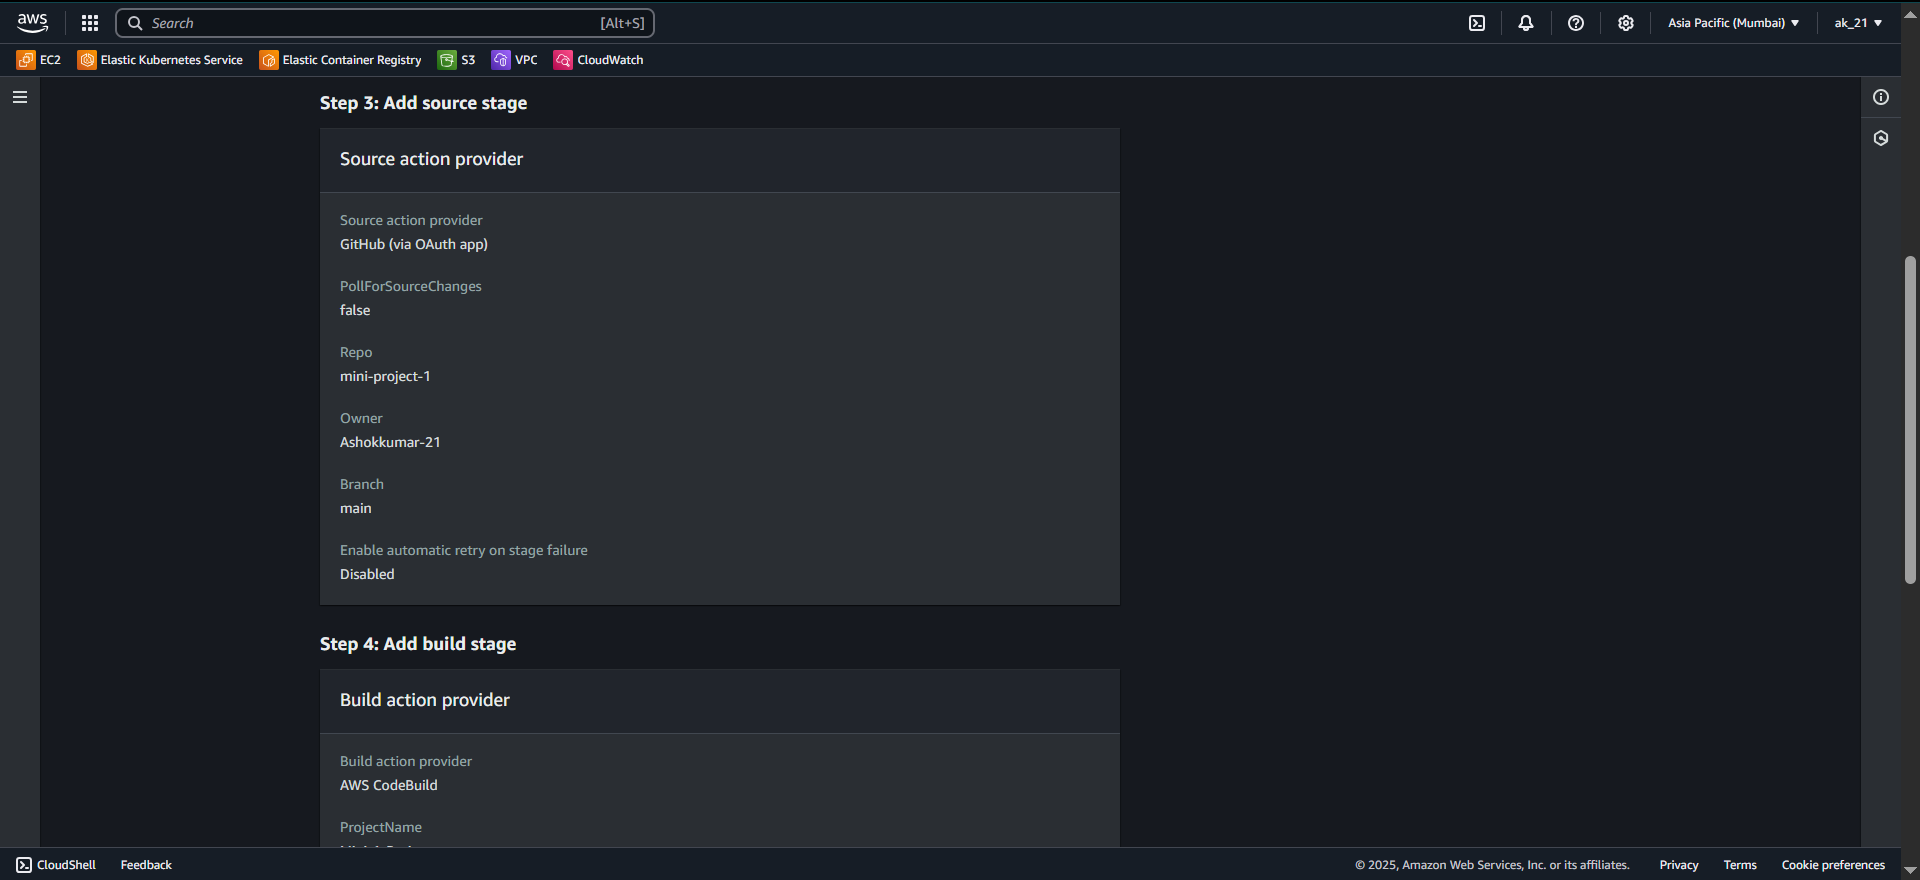 aws
Search [Alt+S]
Asia Pacific (Mumbai)
ak_21
EC2
Elastic Kubernetes Service
Elastic Container Registry
S3
VPC
CloudWatch
Step 3: Add source stage
Source action provider
Source action provider
GitHub (via OAuth app)
PollForSourceChanges
false
Repo
mini-project-1
Owner
Ashokkumar-21
Branch
main
Enable automatic retry on stage failure
Disabled
Step 4: Add build stage
Build action provider
Build action provider
AWS CodeBuild
ProjectName
CloudShell
Feedback
© 2025, Amazon Web Services, Inc. or its affiliates.
Privacy
Terms
Cookie preferences